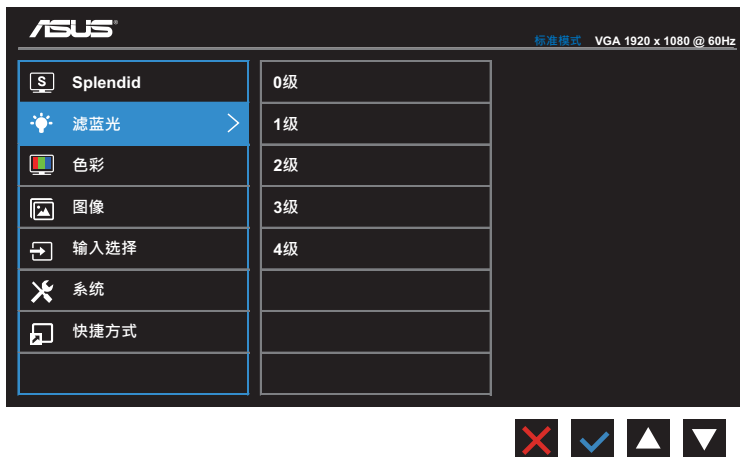 ASUS
标准模式 VGA 1920 x 1080 @ 60Hz
S Splendid
滤蓝光
色彩
图像
输入选择
系统
快捷方式
0级
1级
2级
3级
4级